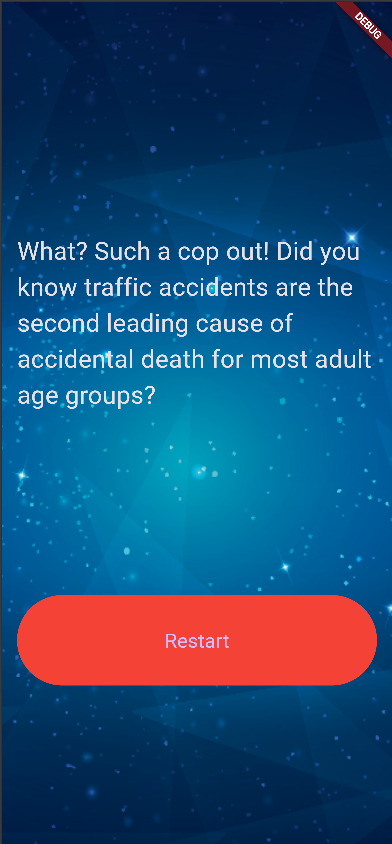 DEBUG
What? Such a cop out! Did you
know traffic accidents are the
second leading cause of
accidental death for most adult
age groups?
Restart